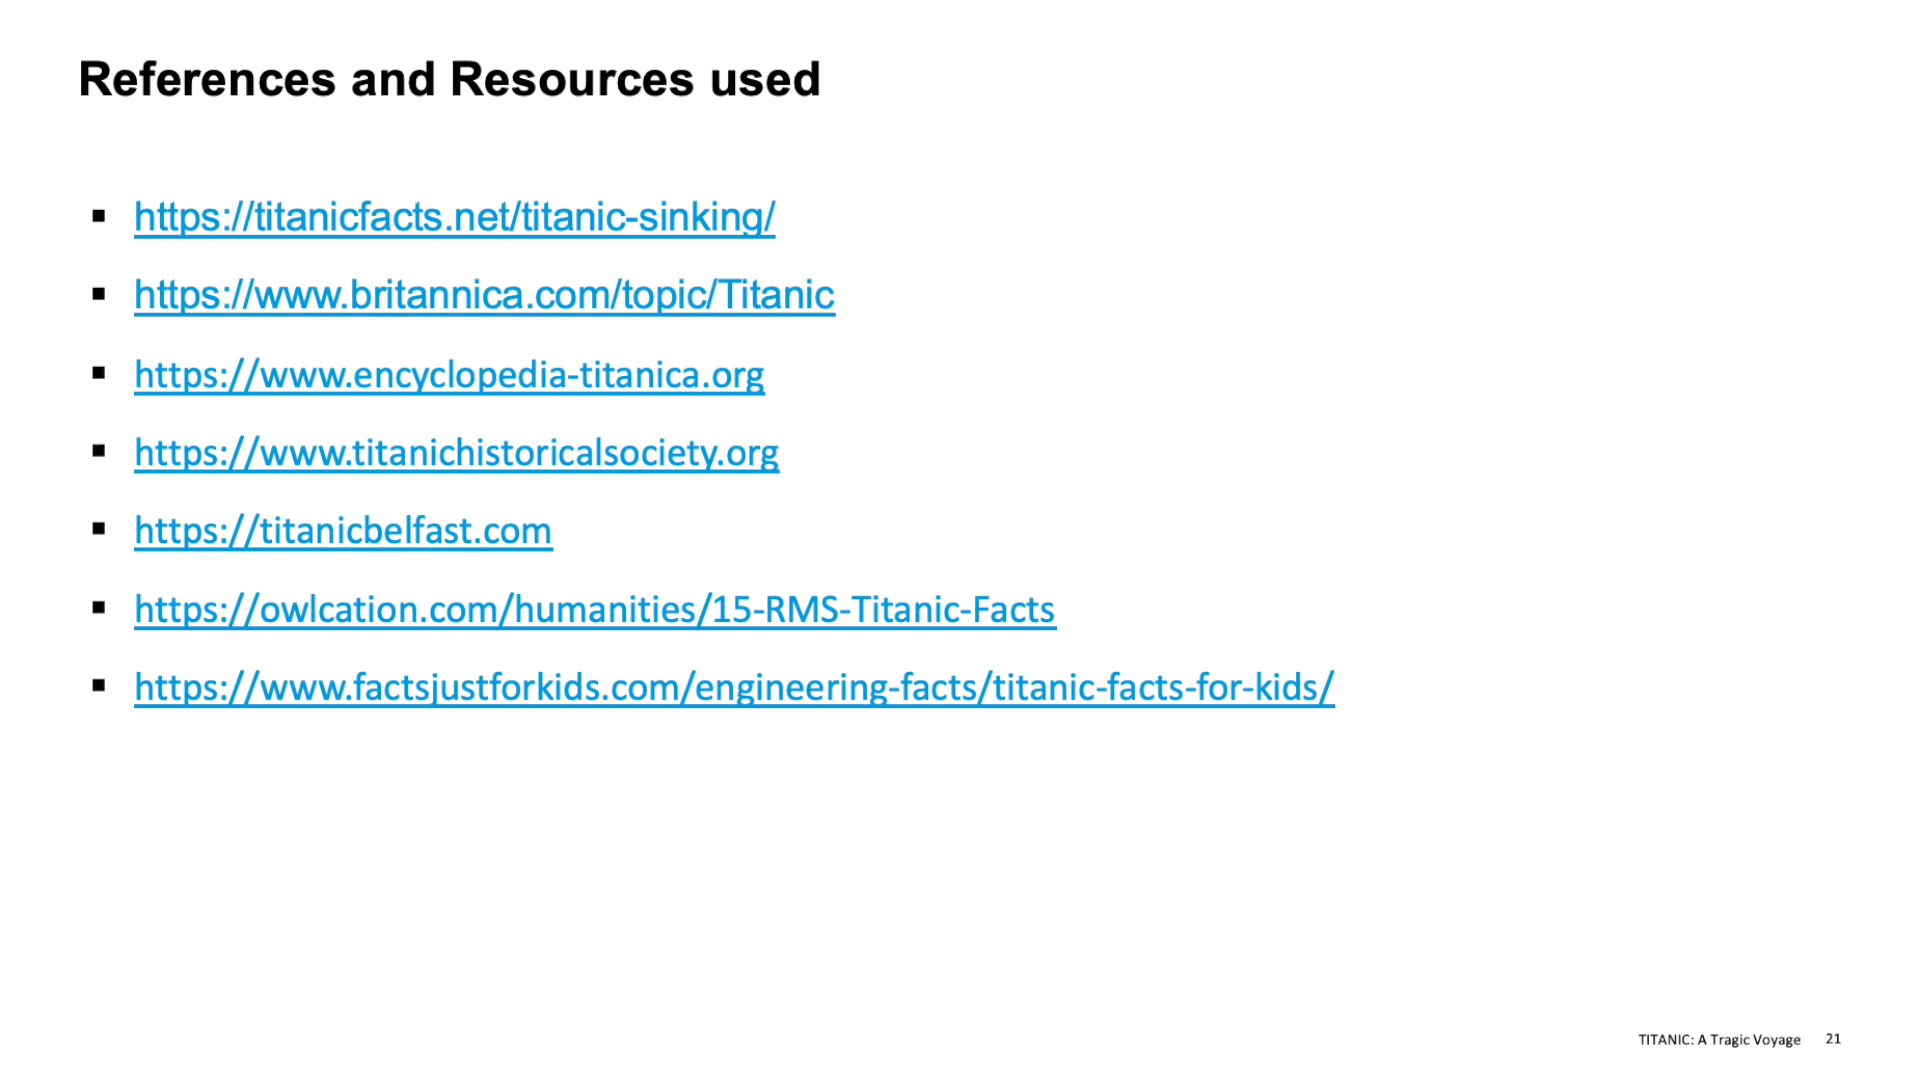 References and Resources used
▪ https://titanicfacts.net/titanic-sinking/
▪ https://www.britannica.com/topic/Titanic
▪ https://www.encyclopedia-titanica.org
▪ https://www.titanichistoricalsociety.org
▪ https://titanicbelfast.com
▪ https://owlcation.com/humanities/15-RMS-Titanic-Facts
▪ https://www.factsjustforkids.com/engineering-facts/titanic-facts-for-kids/
TITANIC: A Tragic Voyage 21